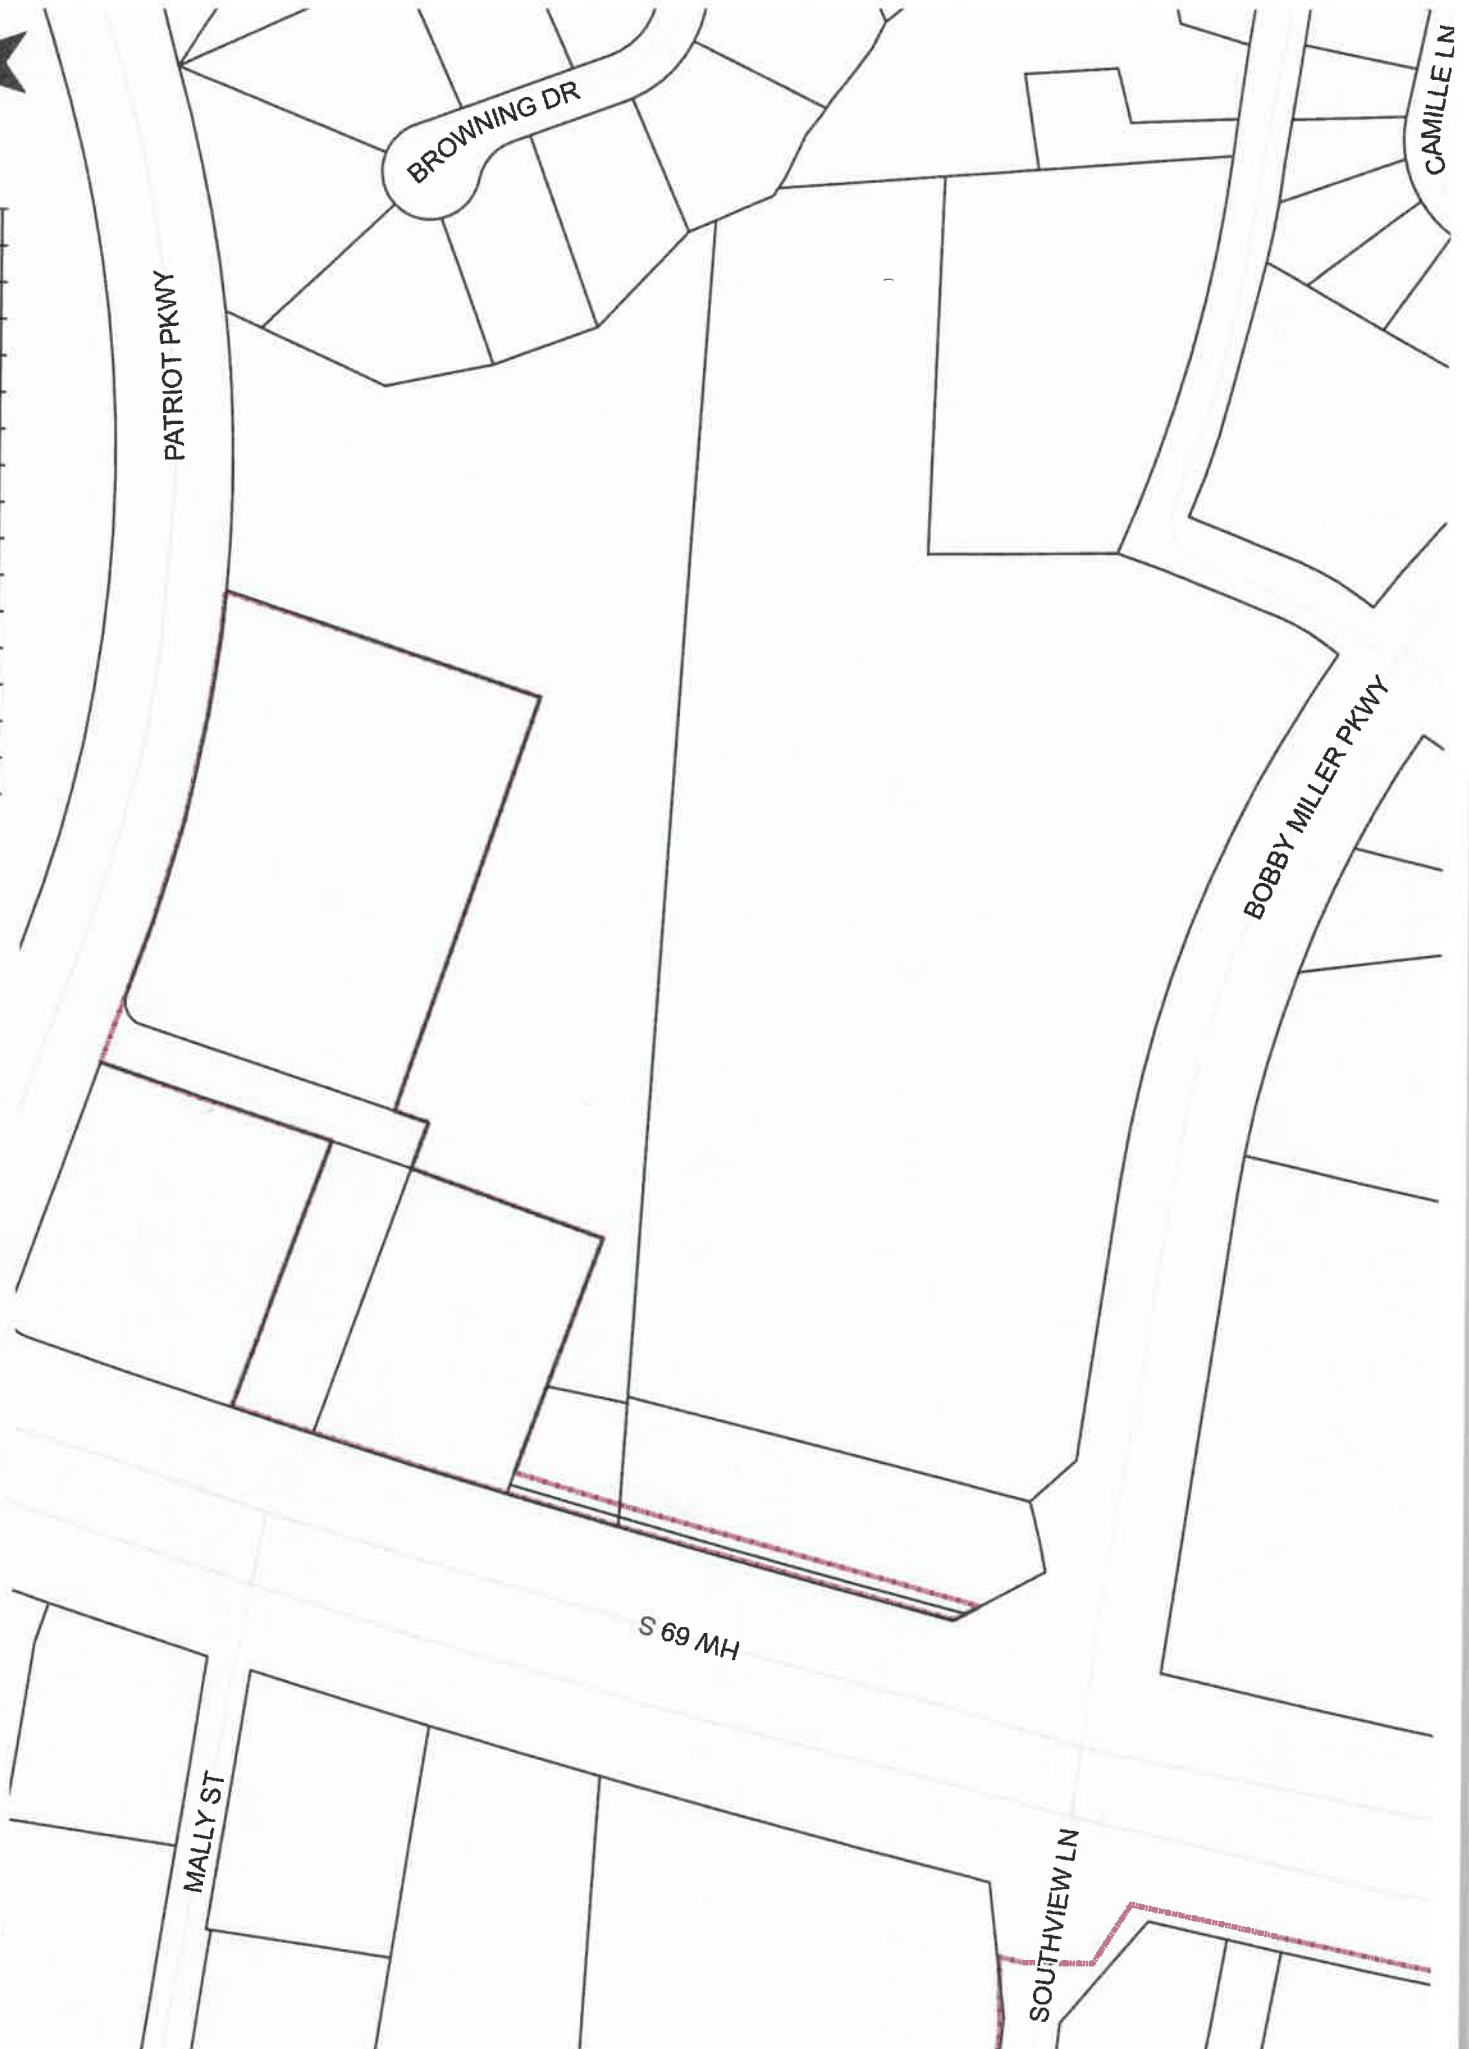 CAMILLE LN
BROWNING DR
PATRIOT PKWY
BOBBY MILLER PKWY
HW 69 S
MALLY ST
SOUTHVIEW LN